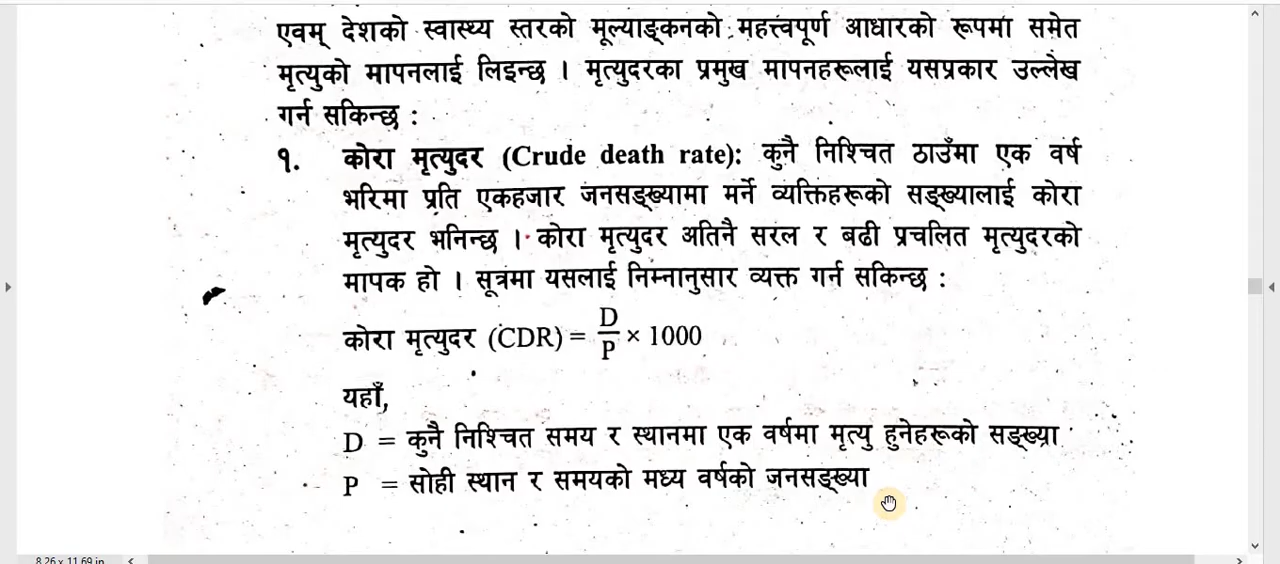 एवम् देशको स्वास्थ्य स्तरको मूल्याङ्कनको महत्त्वपूर्ण आधारको रूपमा समेत
मृत्युको मापनलाई लिइन्छ । मृत्युदरका प्रमुख मापनहरूलाई यसप्रकार उल्लेख
गर्न सकिन्छ :
१. कोरा मृत्युदर (Crude death rate): कुनै निश्चित ठाउँमा एक वर्ष
भरिमा प्रति एकहजार जनसङ्ख्यामा मर्ने व्यक्तिहरूको सङ्ख्यालाई कोरा
मृत्युदर भनिन्छ । कोरा मृत्युदर अतिनै सरल र बढी प्रचलित मृत्युदरको
मापक हो । सूत्रमा यसलाई निम्नानुसार व्यक्त गर्न सकिन्छ :
कोरा मृत्युदर (CDR) = D/P × 1000
यहाँ,
D = कुनै निश्चित समय र स्थानमा एक वर्षमा मृत्यु हुनेहरूको सङ्ख्या
P = सोही स्थान र समयको मध्य वर्षको जनसङ्ख्या
8.26 x 11.69 in